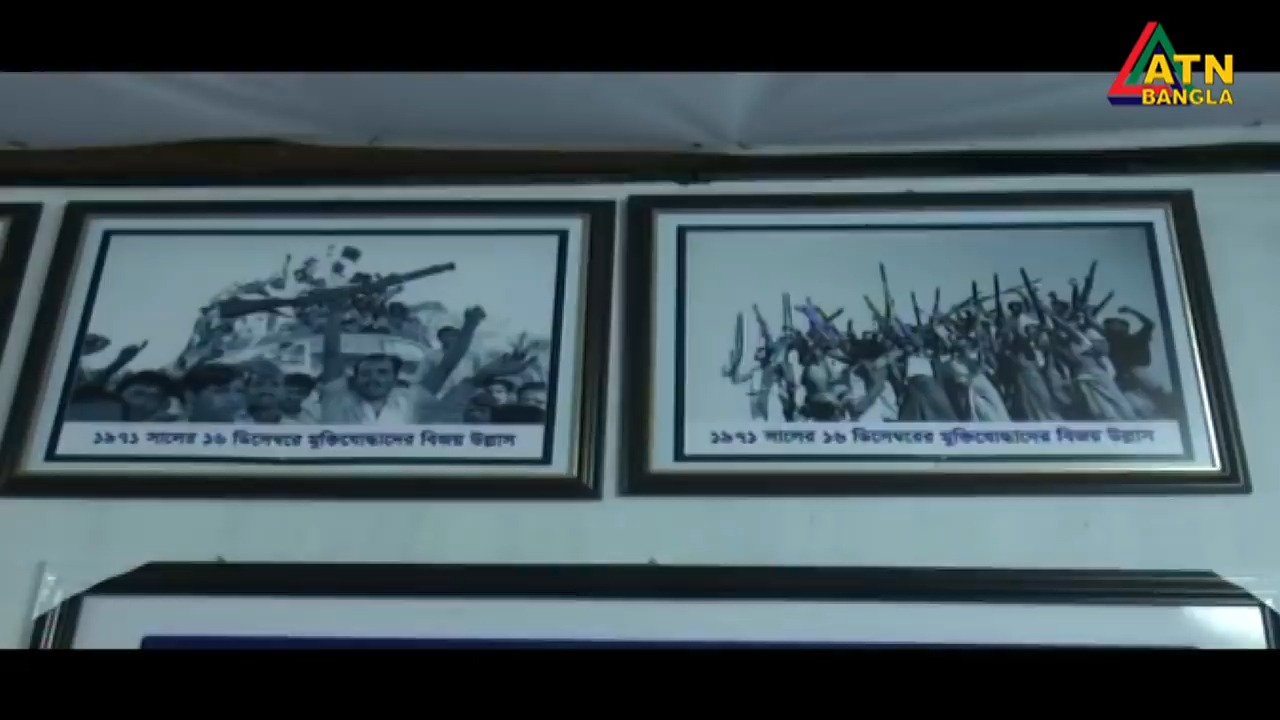 ATN
BANGLA
১৯৭১ সালের ১৬ ডিসেম্বরে মুক্তিযোদ্ধাদের বিজয় উল্লাস
১৯৭১ সালের ১৬ ডিসেম্বরের মুক্তিযোদ্ধাদের বিজয় উল্লাস